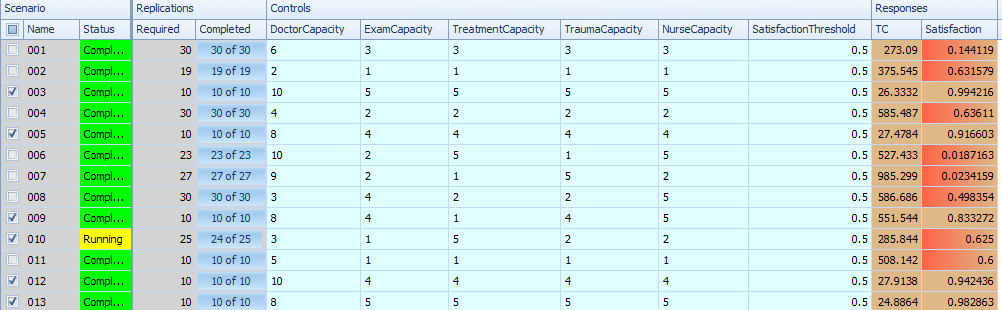 Scenario Replications Controls Responses
Name Status Required Completed DoctorCapacity ExamCapacity TreatmentCapacity TraumaCapacity NurseCapacity SatisfactionThreshold TC Satisfaction
001 Compl... 30 30 of 30 6 3 3 3 3 0.5 273.09 0.144119
002 Compl... 19 19 of 19 2 1 1 1 1 0.5 375.545 0.631579
003 Compl... 10 10 of 10 10 5 5 5 5 0.5 26.3332 0.994216
004 Compl... 30 30 of 30 4 2 2 2 2 0.5 585.487 0.63611
005 Compl... 10 10 of 10 8 4 4 4 4 0.5 27.4784 0.916603
006 Compl... 23 23 of 23 10 2 5 1 5 0.5 527.433 0.0187163
007 Compl... 27 27 of 27 9 2 1 5 2 0.5 985.299 0.0234159
008 Compl... 30 30 of 30 3 4 2 2 5 0.5 586.686 0.498354
009 Compl... 10 10 of 10 8 4 1 4 5 0.5 551.544 0.833272
010 Running 25 24 of 25 3 1 5 2 2 0.5 285.844 0.625
011 Compl... 10 10 of 10 5 1 1 1 1 0.5 508.142 0.6
012 Compl... 10 10 of 10 10 4 4 4 4 0.5 27.9138 0.942436
013 Compl... 10 10 of 10 8 5 5 5 5 0.5 24.8864 0.982863